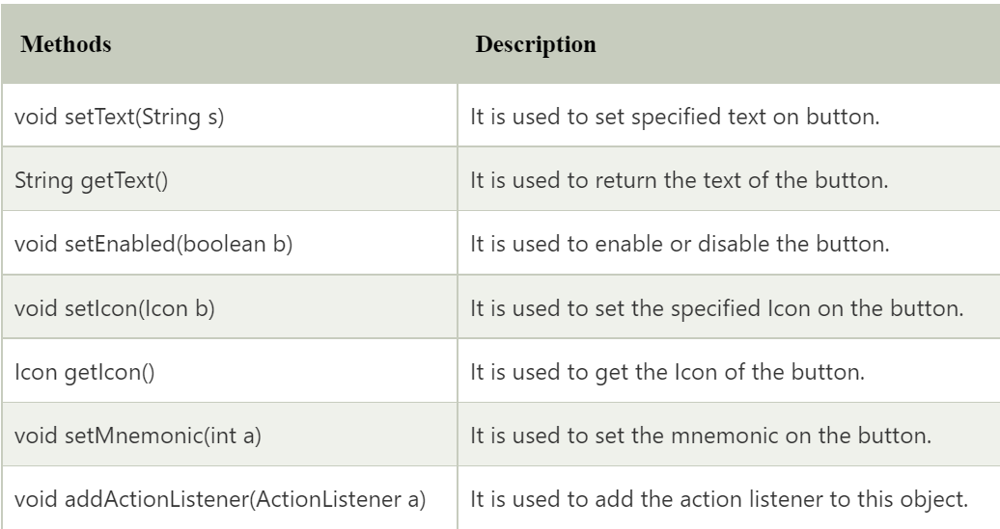 Methods Description
void setText(String s) It is used to set specified text on button.
String getText() It is used to return the text of the button.
void setEnabled(boolean b) It is used to enable or disable the button.
void setIcon(Icon b) It is used to set the specified Icon on the button.
Icon getIcon() It is used to get the Icon of the button.
void setMnemonic(int a) It is used to set the mnemonic on the button.
void addActionListener(ActionListener a) It is used to add the action listener to this object.